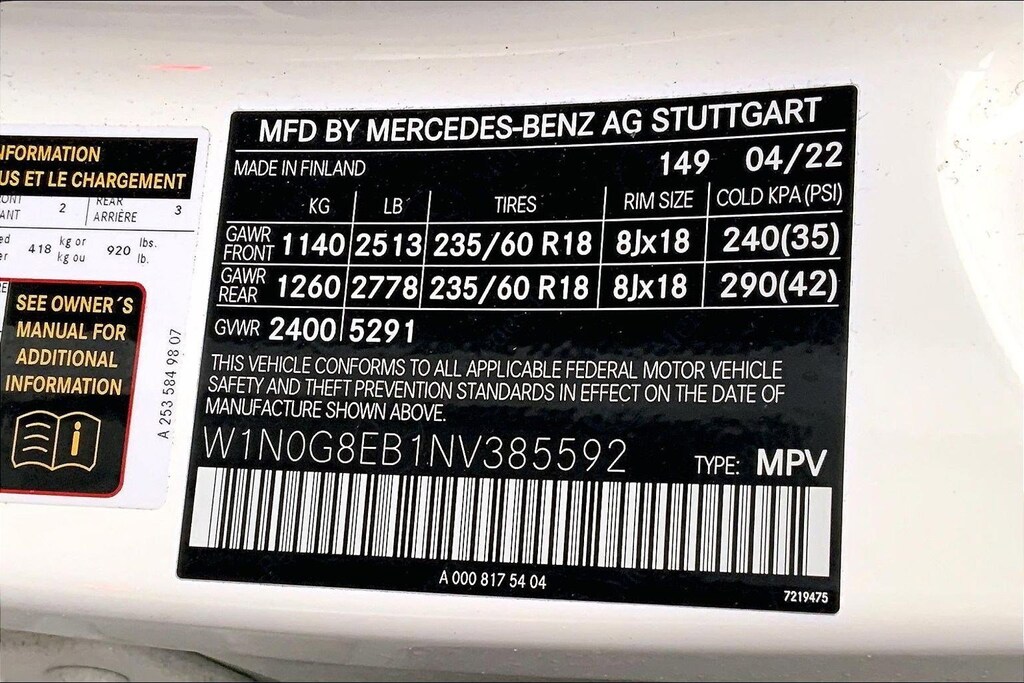 NFORMATION
US ET LE CHARGEMENT
ANT 2 REAR ARRIÈRE 3
418 kg or kg ou 920 lbs. lb.
SEE OWNER´S
MANUAL FOR
ADDITIONAL
INFORMATION
A 253 584 98 07
MFD BY MERCEDES-BENZ AG STUTTGART
MADE IN FINLAND 149 04/22
KG LB TIRES RIM SIZE COLD KPA (PSI)
GAWR FRONT 1140 2513 235/60 R18 8Jx18 240(35)
GAWR REAR 1260 2778 235/60 R18 8Jx18 290(42)
GVWR 2400 5291
THIS VEHICLE CONFORMS TO ALL APPLICABLE FEDERAL MOTOR VEHICLE
SAFETY AND THEFT PREVENTION STANDARDS IN EFFECT ON THE DATE OF
MANUFACTURE SHOWN ABOVE.
W1N0G8EB1NV385592 TYPE: MPV
A 000 817 54 04
7219475